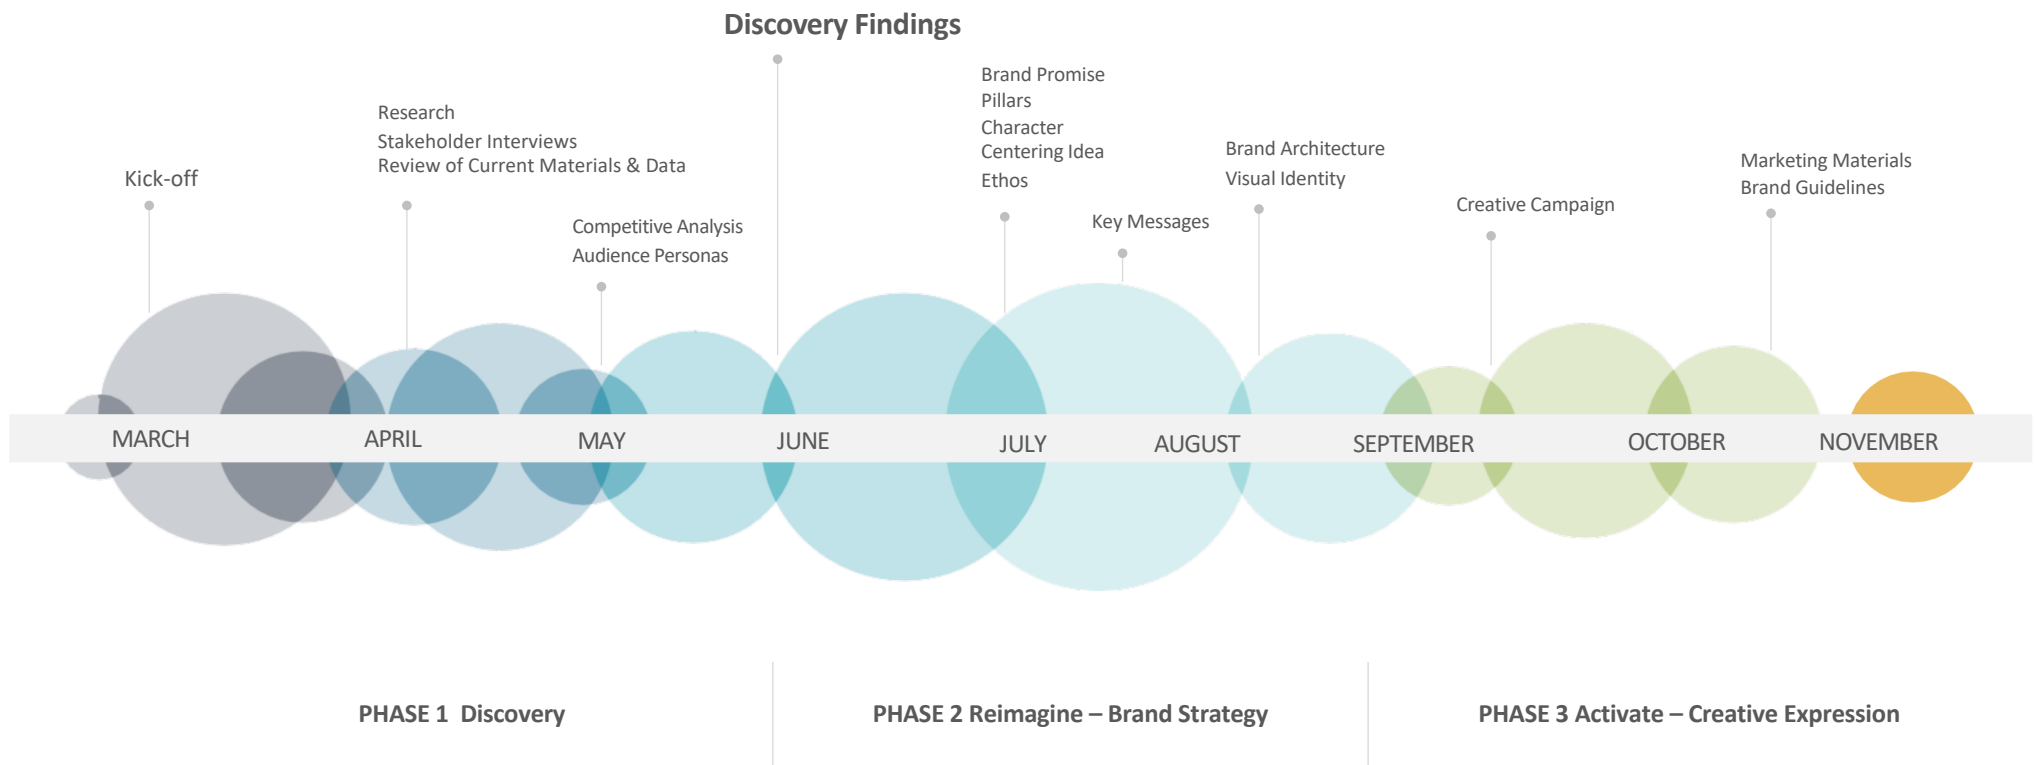 Discovery Findings
Kick-off
Research
Stakeholder Interviews
Review of Current Materials & Data
Competitive Analysis
Audience Personas
Brand Promise
Pillars
Character
Centering Idea
Ethos
Key Messages
Brand Architecture
Visual Identity
Creative Campaign
Marketing Materials
Brand Guidelines
MARCH
APRIL
MAY
JUNE
JULY
AUGUST
SEPTEMBER
OCTOBER
NOVEMBER
PHASE 1 Discovery
PHASE 2 Reimagine – Brand Strategy
PHASE 3 Activate – Creative Expression